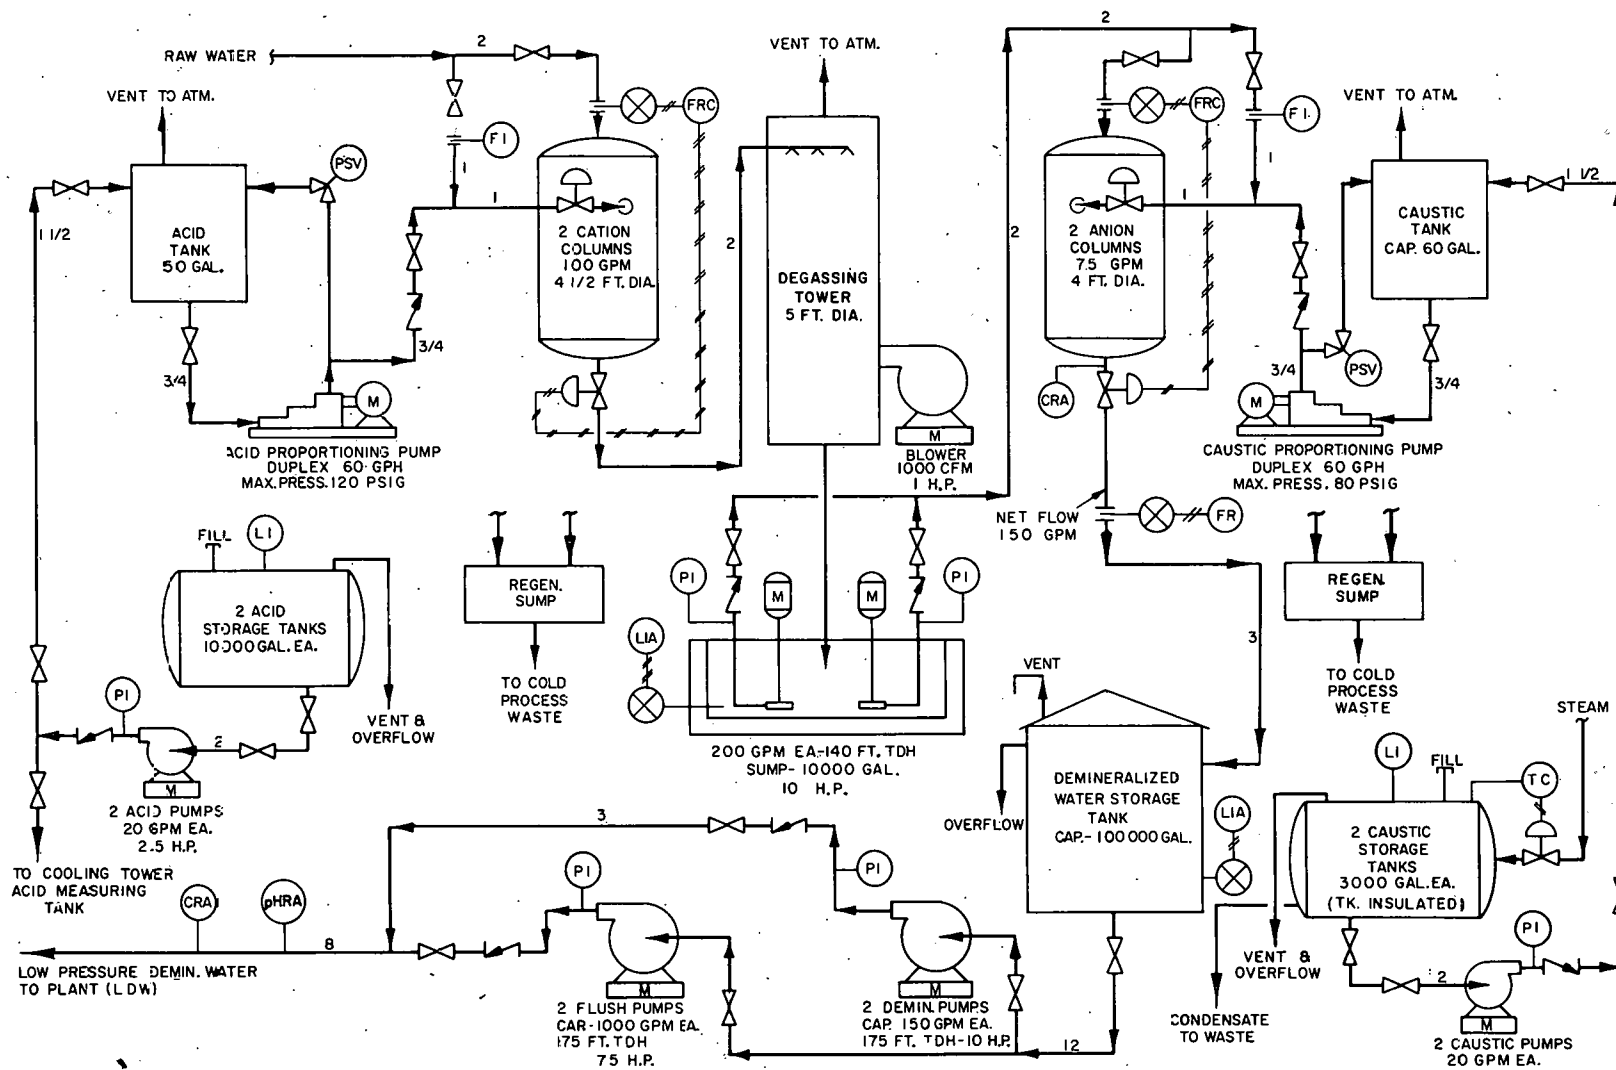 RAW WATER
2
VENT TO ATM.
FRC
F I
1
PSV
1 1/2
ACID
TANK
50 GAL.
1
2 CATION
COLUMNS
100 GPM
4 1/2 FT. DIA.
2
3/4
3/4
M
ACID PROPORTIONING PUMP
DUPLEX 60 GPH
MAX. PRESS. 120 PSIG
VENT TO ATM.
DEGASSING
TOWER
5 FT. DIA.
M
BLOWER
1000 CFM
1 H.P.
2
2
FRC
F I.
1
1
2 ANION
COLUMNS
7.5 GPM
4 FT. DIA.
CRA
VENT TO ATM.
1 1/2
CAUSTIC
TANK
CAP. 60 GAL.
3/4
PSV
3/4
M
CAUSTIC PROPORTIONING PUMP
DUPLEX 60 GPH
MAX. PRESS. 80 PSIG
NET FLOW
150 GPM
FR
FILL
LI
2 ACID
STORAGE TANKS
10000 GAL. EA.
VENT &
OVERFLOW
PI
2
M
2 ACID PUMPS
20 GPM EA.
2.5 H.P.
TO COOLING TOWER
ACID MEASURING
TANK
REGEN.
SUMP
TO COLD
PROCESS
WASTE
PI
M
M
PI
LIA
200 GPM EA-140 FT. TDH
SUMP-10000 GAL.
10 H.P.
3
REGEN.
SUMP
TO COLD
PROCESS
WASTE
VENT
OVERFLOW
DEMINERALIZED
WATER STORAGE
TANK
CAP.-100000 GAL.
LIA
STEAM
LI
FILL
TC
2 CAUSTIC
STORAGE
TANKS
3000 GAL. EA.
(TK. INSULATED)
VENT &
OVERFLOW
CONDENSATE
TO WASTE
2
PI
M
2 CAUSTIC PUMPS
20 GPM EA.
3
PI
PI
CRA
pHRA
8
LOW PRESSURE DEMIN. WATER
TO PLANT (LDW)
M
2 FLUSH PUMPS
CAR-1000 GPM EA.
175 FT. TDH
75 H.P.
M
2 DEMIN. PUMPS
CAP. 150 GPM EA.
175 FT. TDH-10 H.P.
12